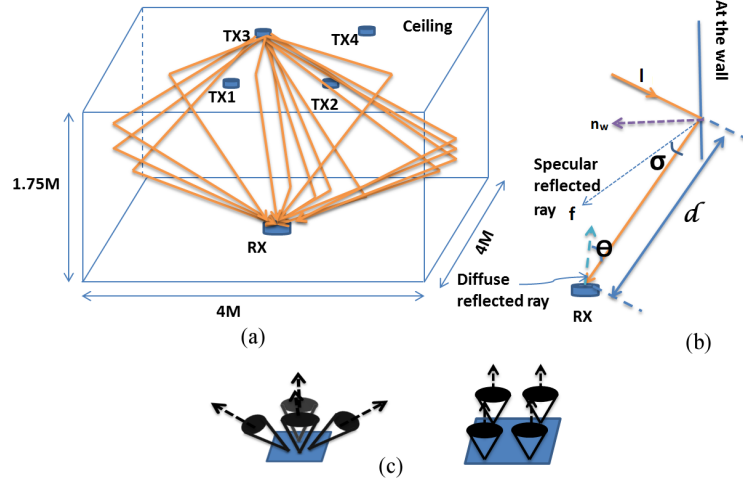 (a)
TX3
TX4
Ceiling
TX1
TX2
1.75M
RX
4M
4M
At the wall
I
n_w
Specular
reflected
ray
f
σ
d
Θ
Diffuse
reflected ray
RX
(a)
(b)
(c)